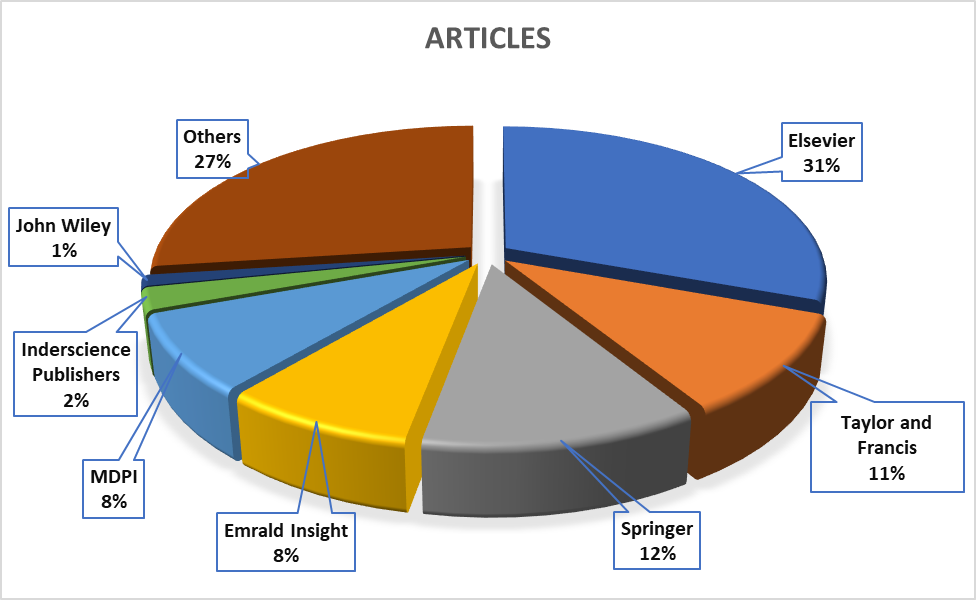 ARTICLES
Elsevier
31%
Taylor and
Francis
11%
Springer
12%
Emrald Insight
8%
MDPI
8%
Inderscience
Publishers
2%
John Wiley
1%
Others
27%